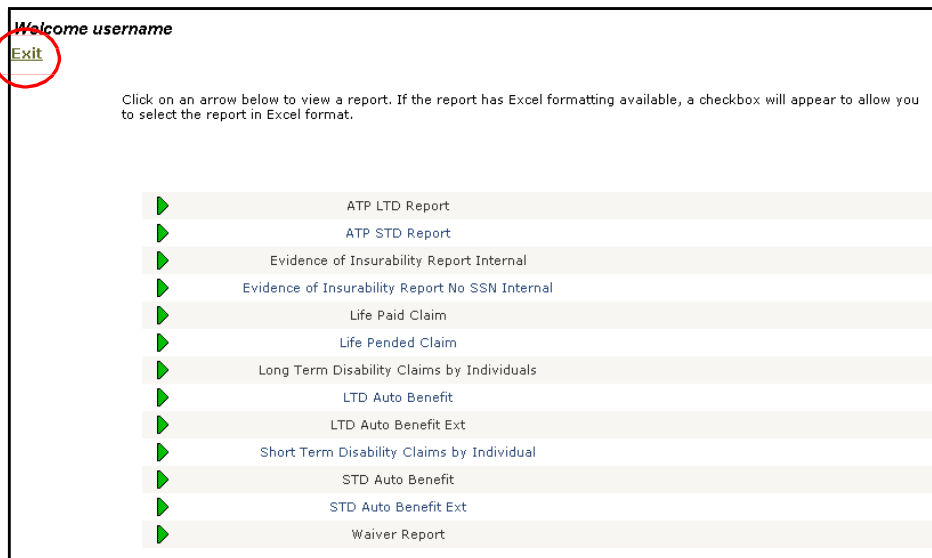 Welcome username
Exit
Click on an arrow below to view a report. If the report has Excel formatting available, a checkbox will appear to allow you
to select the report in Excel format.
ATP LTD Report
ATP STD Report
Evidence of Insurability Report Internal
Evidence of Insurability Report No SSN Internal
Life Paid Claim
Life Pended Claim
Long Term Disability Claims by Individuals
LTD Auto Benefit
LTD Auto Benefit Ext
Short Term Disability Claims by Individual
STD Auto Benefit
STD Auto Benefit Ext
Waiver Report